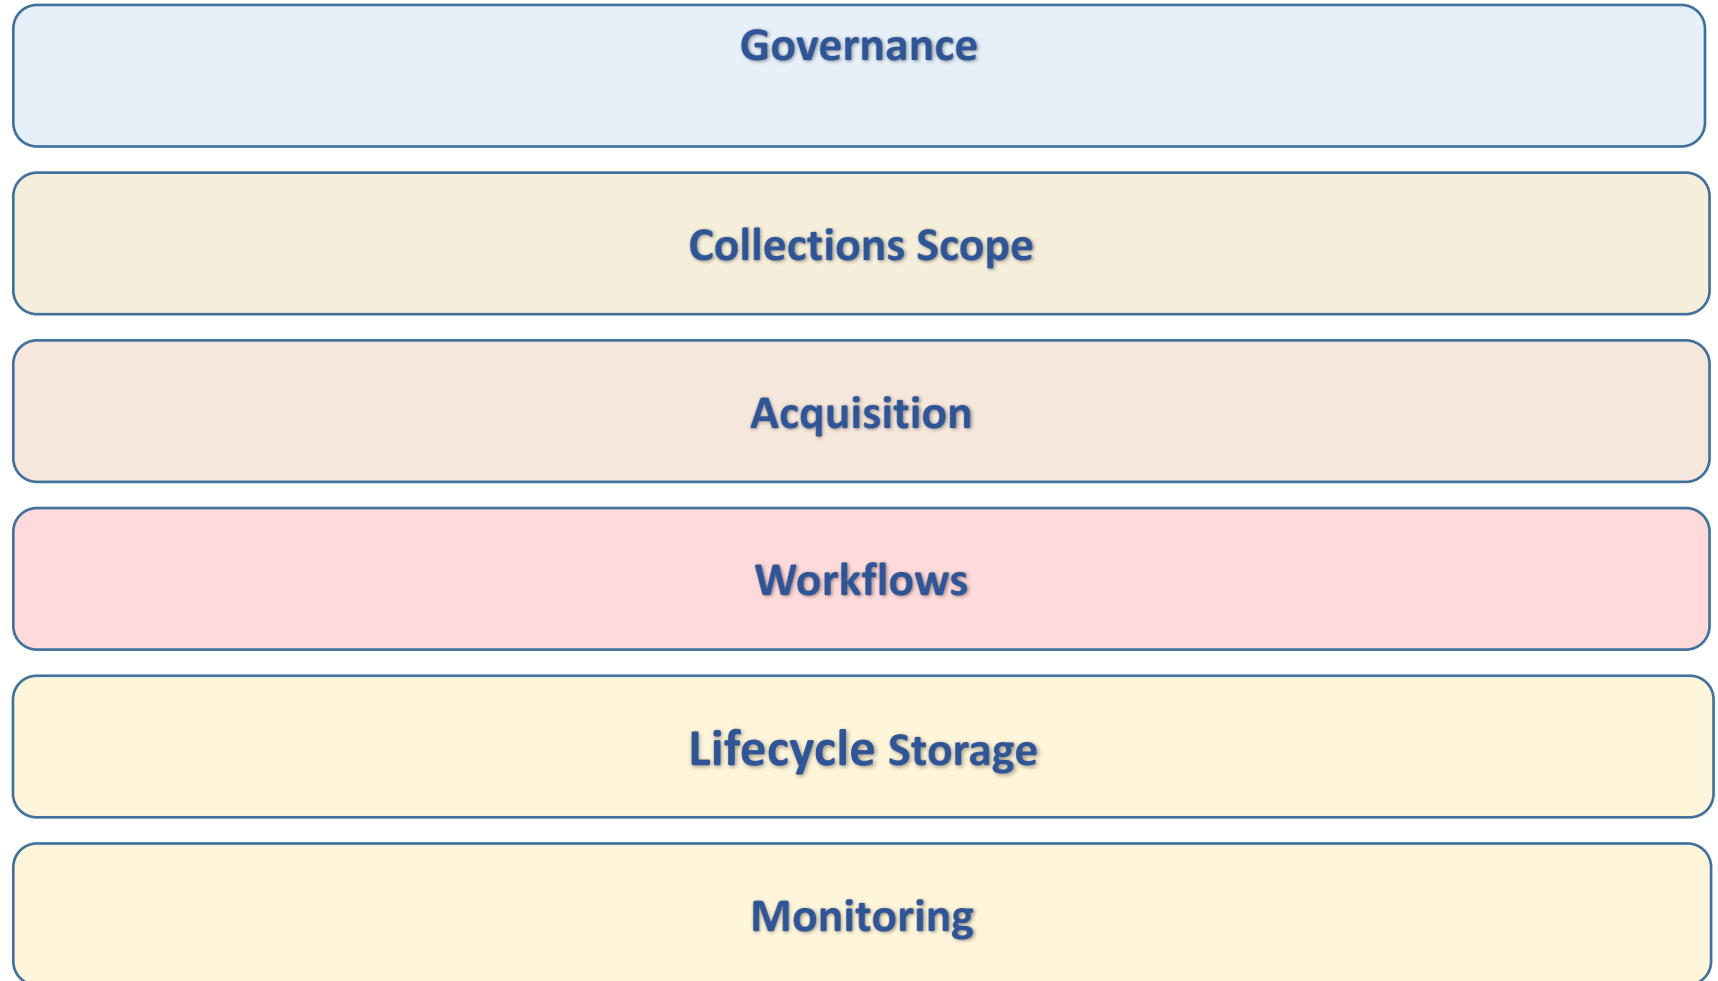 Governance
Collections Scope
Acquisition
Workflows
Lifecycle Storage
Monitoring